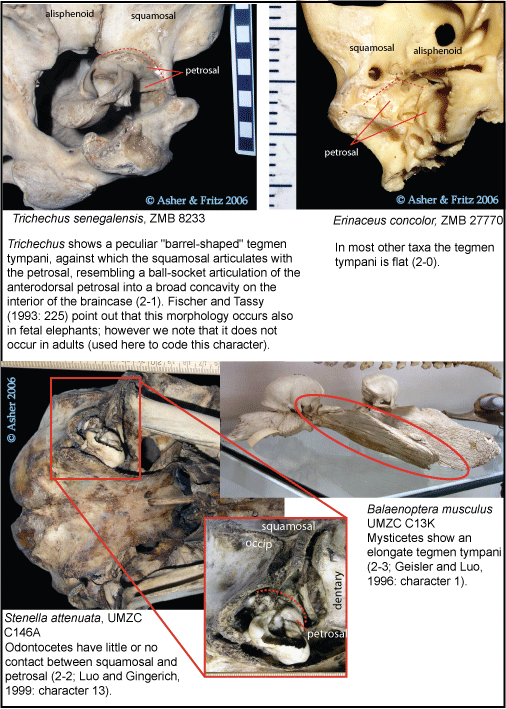 alisphenoid
squamosal
petrosal
© Asher & Fritz 2006
Trichechus senegalensis, ZMB 8233
squamosal
alisphenoid
petrosal
© Asher & Fritz 2006
Erinaceus concolor, ZMB 27770
Trichechus shows a peculiar "barrel-shaped" tegmen
tympani, against which the squamosal articulates with
the petrosal, resembling a ball-socket articulation of the
anterodorsal petrosal into a broad concavity on the
interior of the braincase (2-1). Fischer and Tassy
(1993: 225) point out that this morphology occurs also
in fetal elephants; however we note that it does not
occur in adults (used here to code this character).
In most other taxa the tegmen
tympani is flat (2-0).
© Asher 2006
Balaenoptera musculus
UMZC C13K
Mysticetes show an
elongate tegmen tympani
(2-3; Geisler and Luo,
1996: character 1).
squamosal
occip
dentary
petrosal
Stenella attenuata, UMZC
C146A
Odontocetes have little or no
contact between squamosal and
petrosal (2-2; Luo and Gingerich,
1999: character 13).